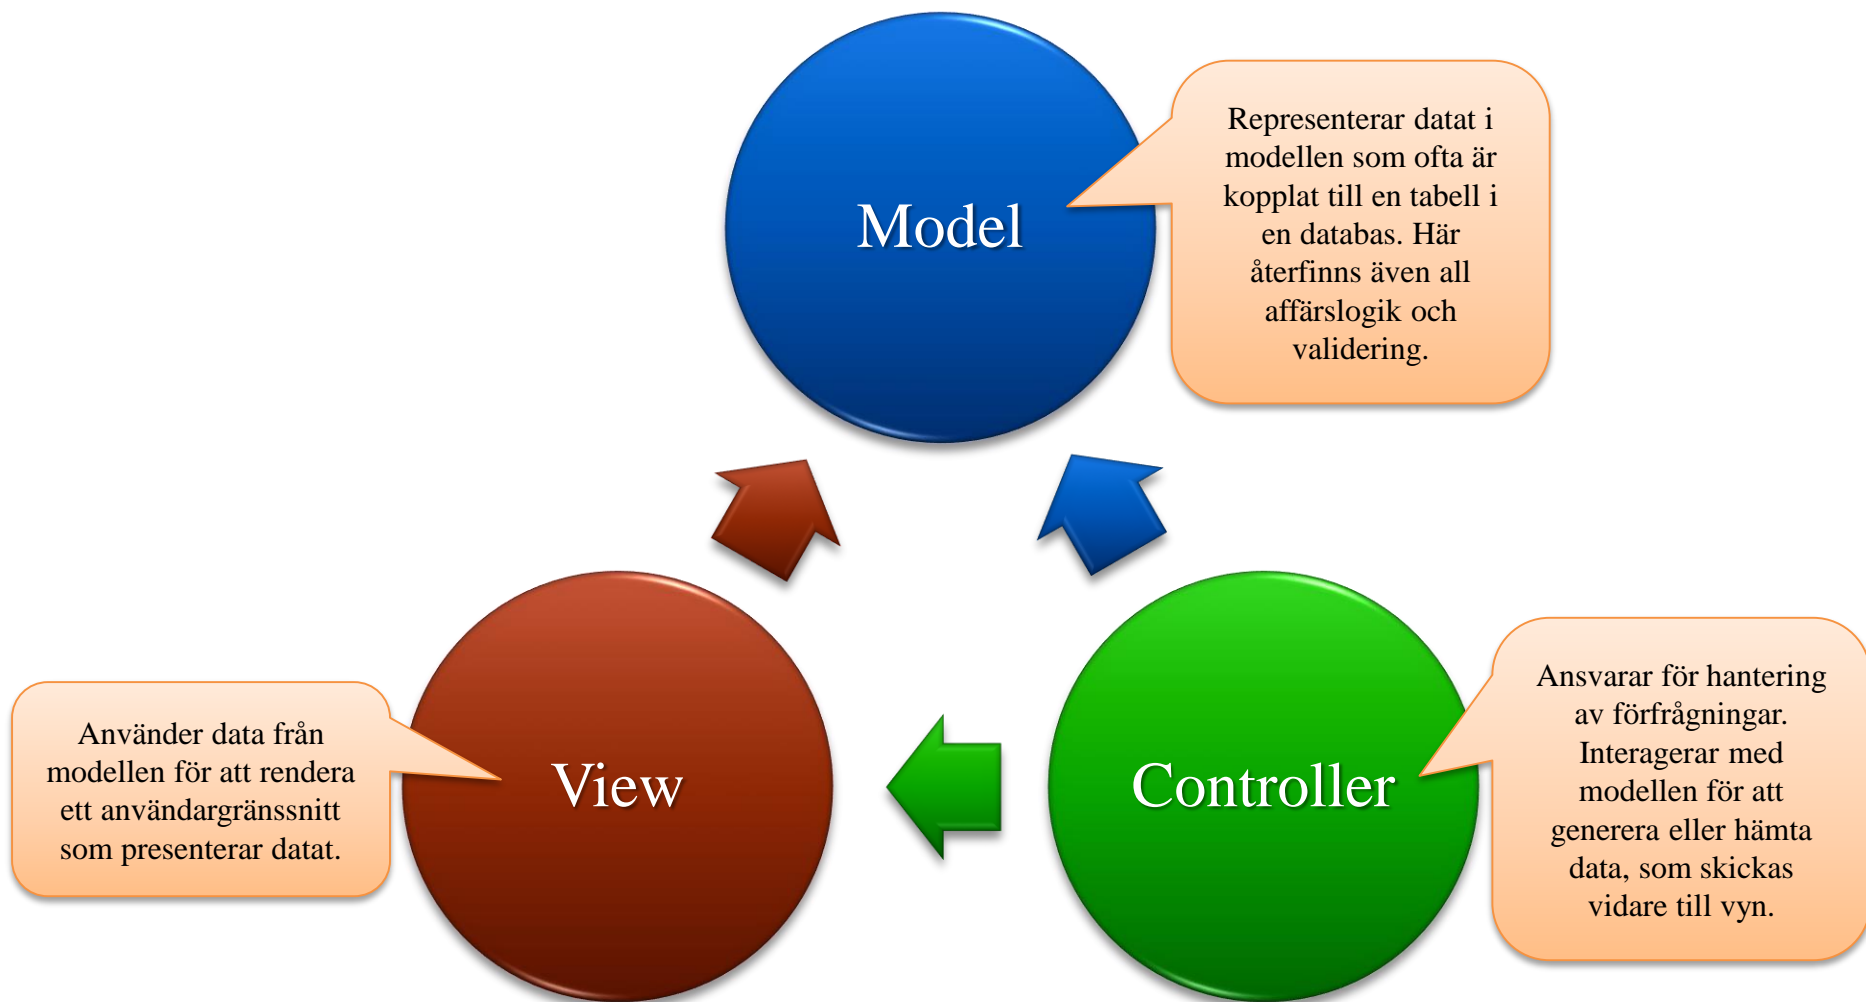 Model
Representerar datat i
modellen som ofta är
kopplat till en tabell i
en databas. Här
återfinns även all
affärslogik och
validering.
Använder data från
modellen för att rendera
ett användargränssnitt
som presenterar datat.
View
Controller
Ansvarar för hantering
av förfrågningar.
Interagerar med
modellen för att
generera eller hämta
data, som skickas
vidare till vyn.